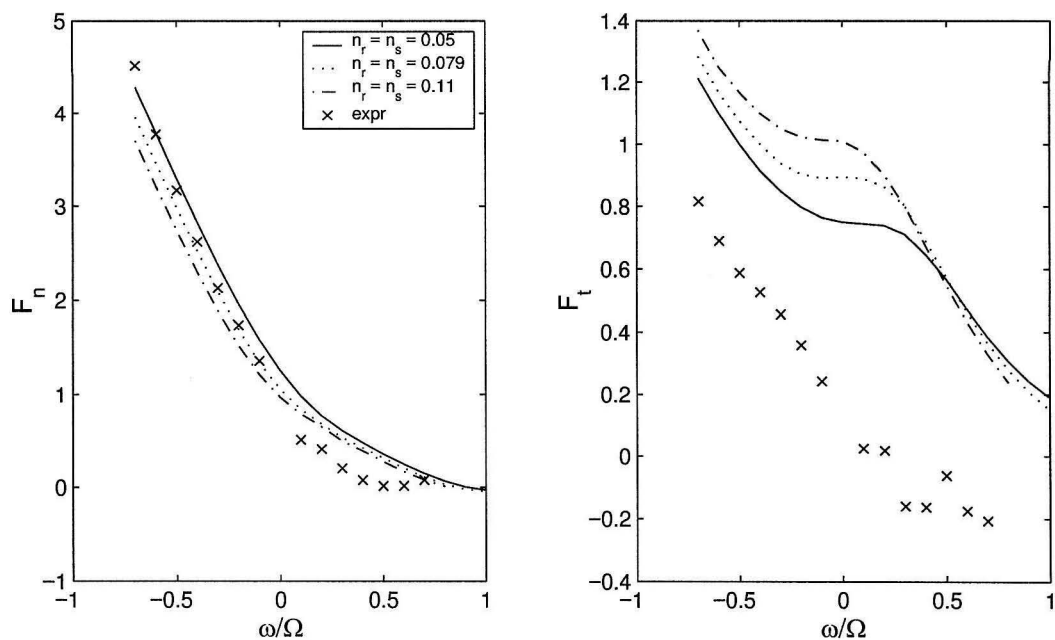 5
4
3
2
1
0
−1
F_n
n_r = n_s = 0.05
n_r = n_s = 0.079
n_r = n_s = 0.11
expr
−1 −0.5 0 0.5 1
ω/Ω
1.4
1.2
1
0.8
0.6
0.4
0.2
0
−0.2
−0.4
F_t
−1 −0.5 0 0.5 1
ω/Ω